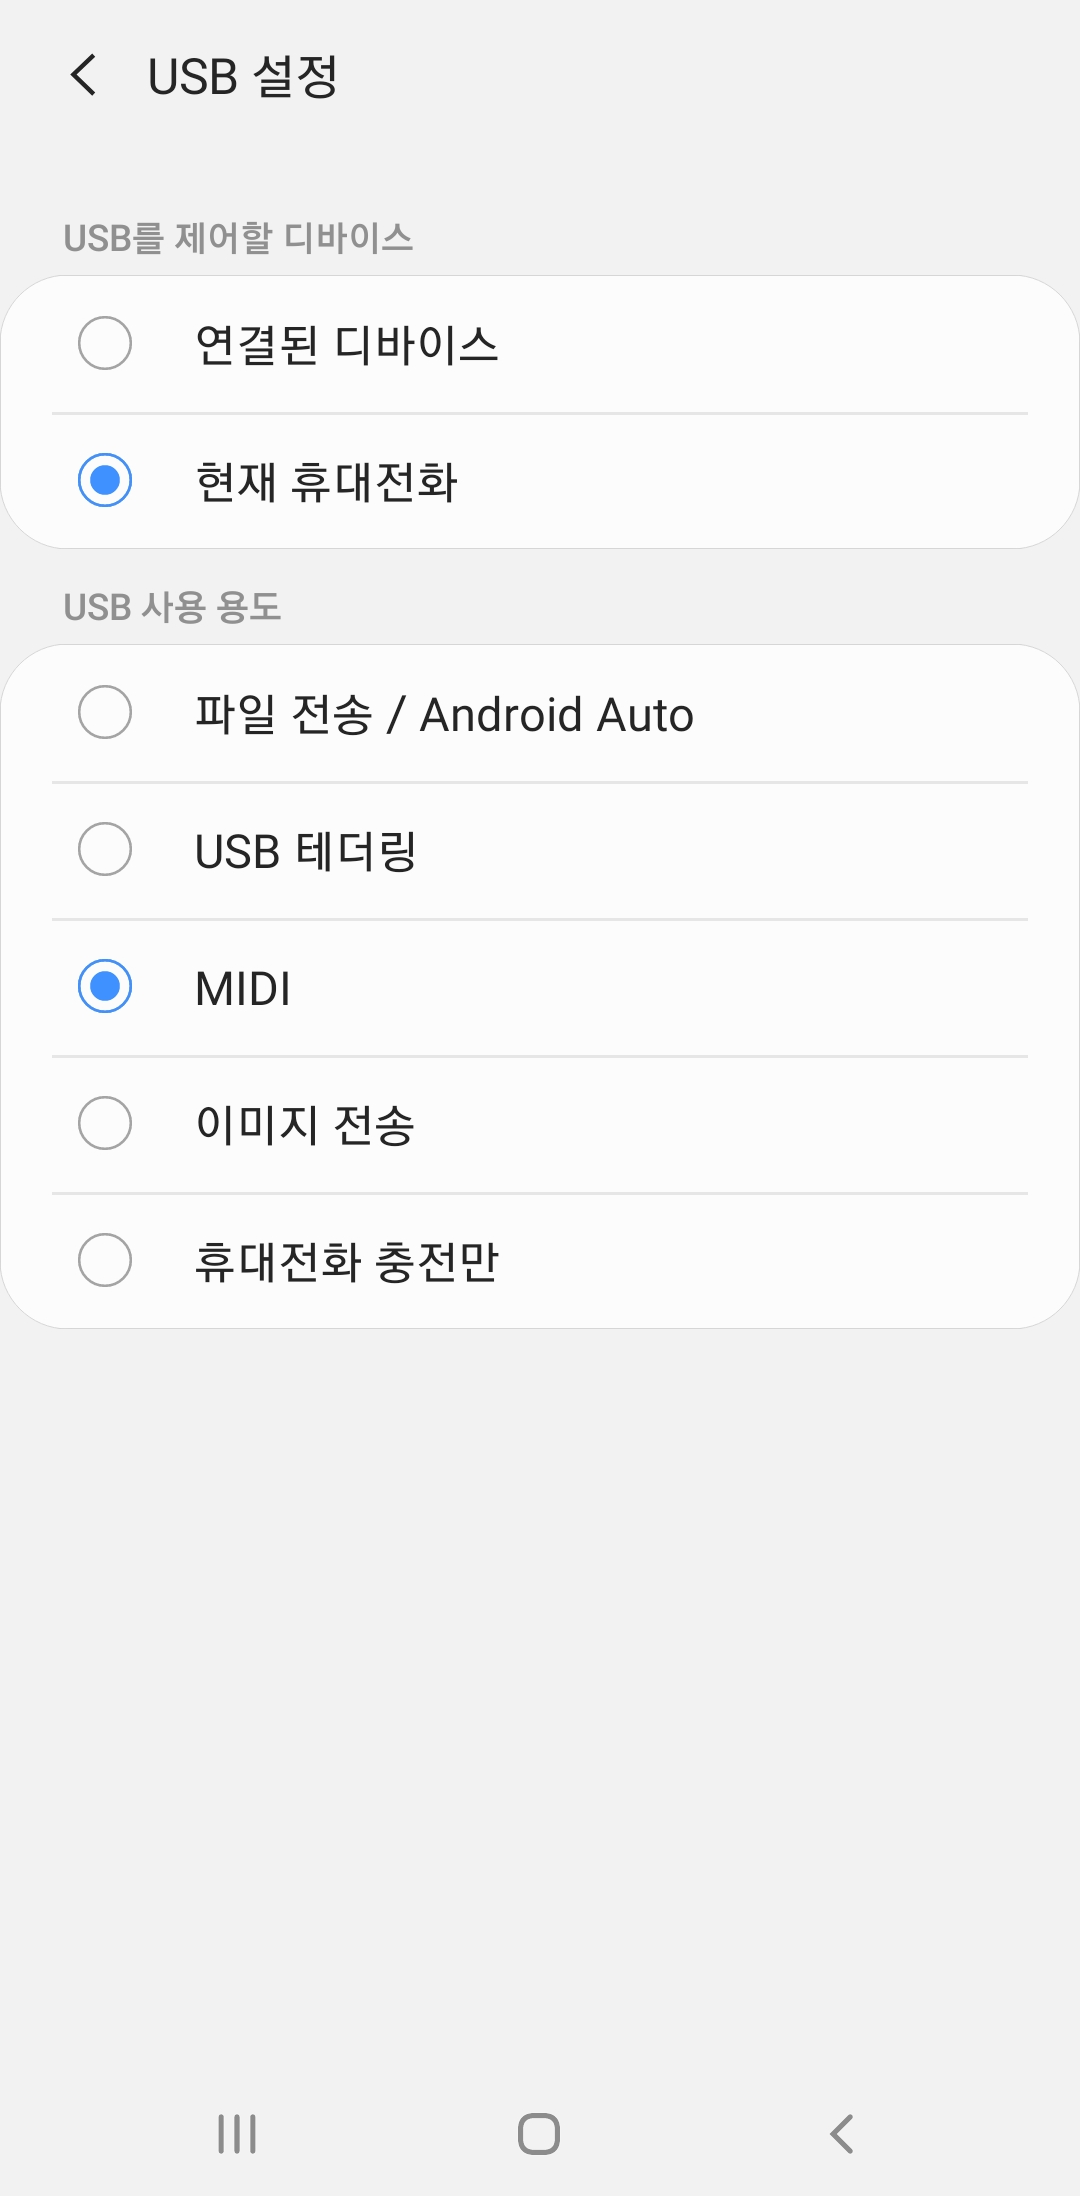 USB 설정
USB를 제어할 디바이스
연결된 디바이스
현재 휴대전화
USB 사용 용도
파일 전송 / Android Auto
USB 테더링
MIDI
이미지 전송
휴대전화 충전만